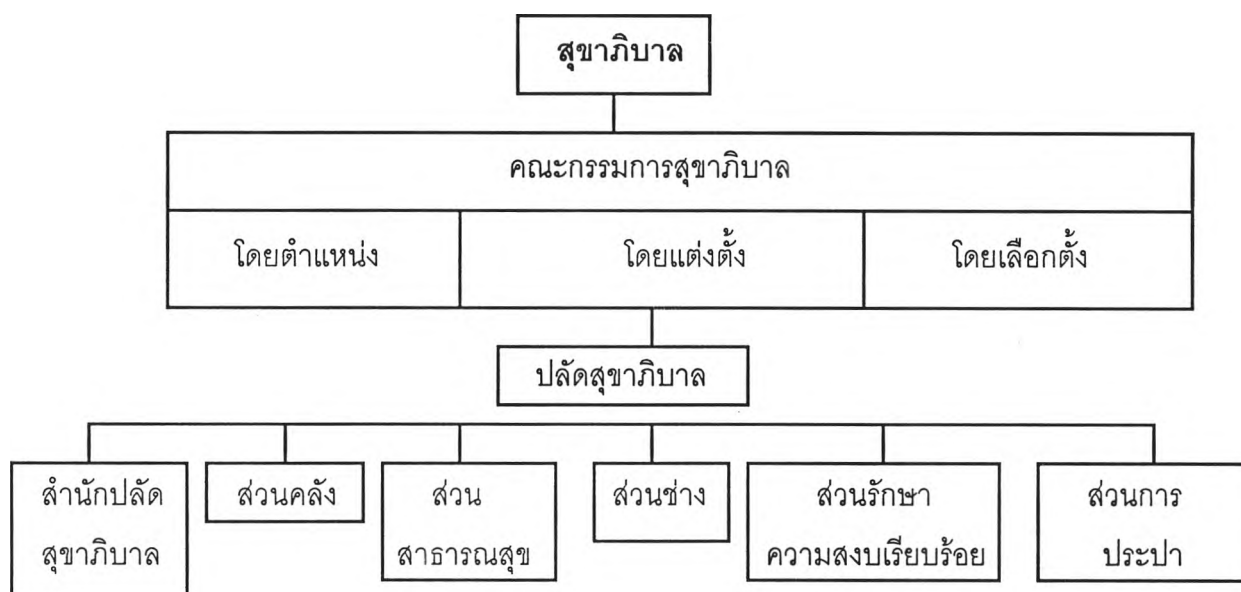 สุขาภิบาล
คณะกรรมการสุขาภิบาล
โดยตำแหน่ง
โดยแต่งตั้ง
โดยเลือกตั้ง
ปลัดสุขาภิบาล
สำนักปลัด
สุขาภิบาล
ส่วนคลัง
ส่วน
สาธารณสุข
ส่วนช่าง
ส่วนรักษา
ความสงบเรียบร้อย
ส่วนการ
ประปา